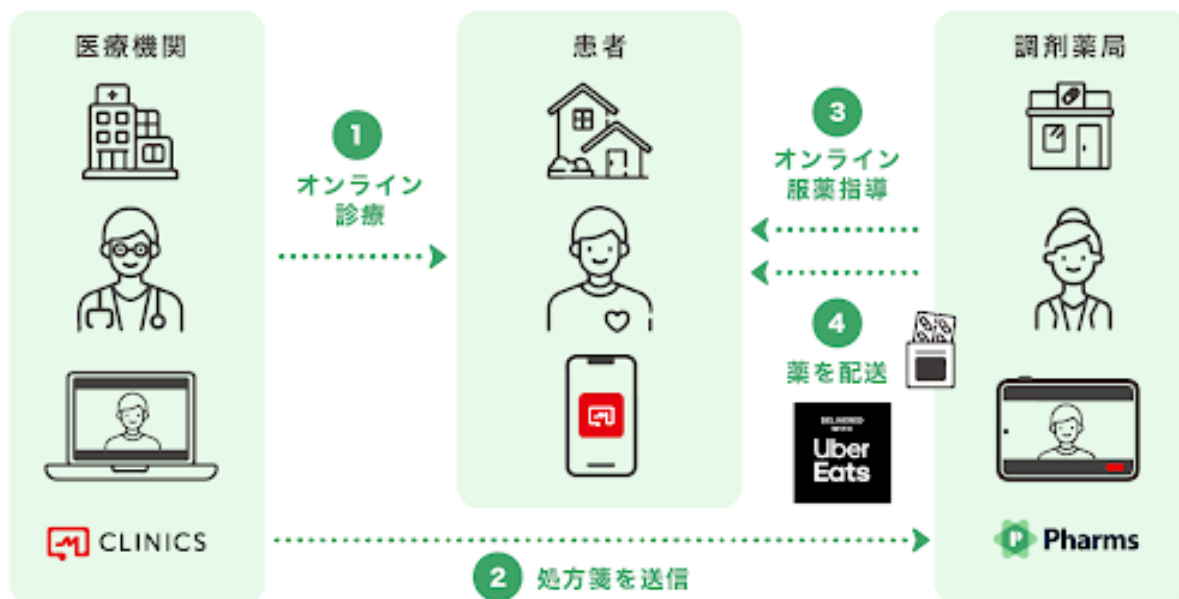 医療機関
患者
調剤薬局
1
オンライン
診療
3
オンライン
服薬指導
4
薬を配送
DELIVERED
WITH
Uber
Eats
CLINICS
Pharms
2 処方箋を送信